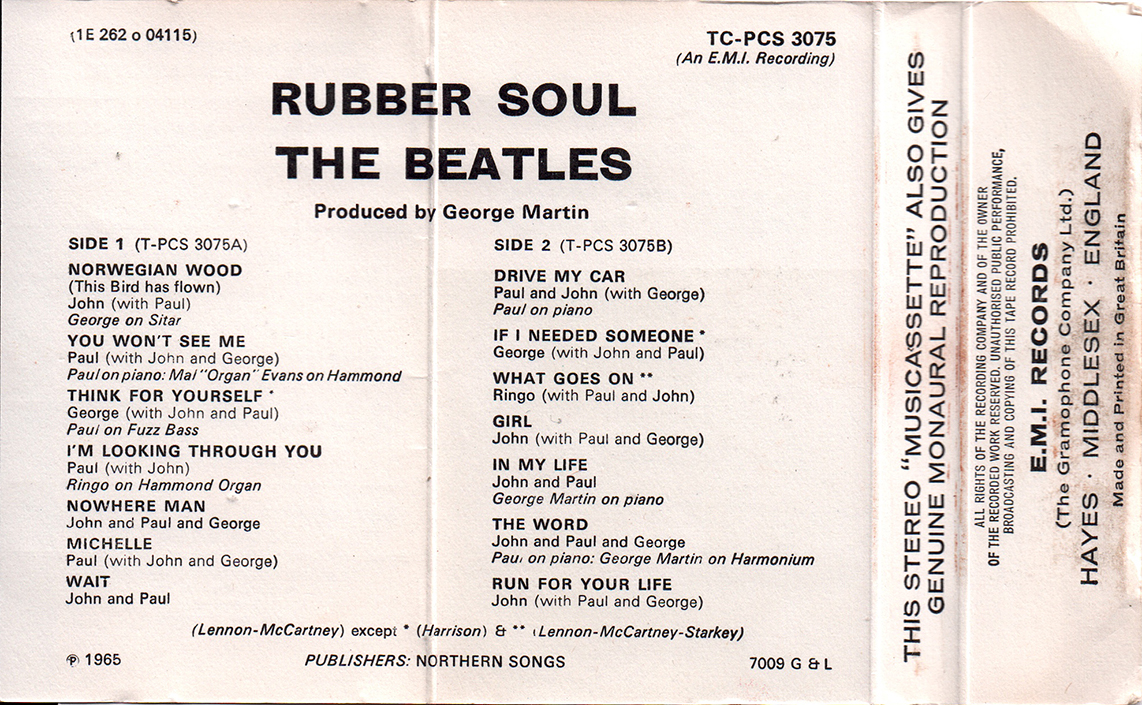 (1E 262 o 04115)
TC-PCS 3075
(An E.M.I. Recording)
RUBBER SOUL
THE BEATLES
Produced by George Martin
SIDE 1 (T-PCS 3075A)
NORWEGIAN WOOD
(This Bird has flown)
John (with Paul)
George on Sitar
YOU WON'T SEE ME
Paul (with John and George)
Paul on piano: Mal "Organ" Evans on Hammond
THINK FOR YOURSELF *
George (with John and Paul)
Paul on Fuzz Bass
I'M LOOKING THROUGH YOU
Paul (with John)
Ringo on Hammond Organ
NOWHERE MAN
John and Paul and George
MICHELLE
Paul (with John and George)
WAIT
John and Paul
SIDE 2 (T-PCS 3075B)
DRIVE MY CAR
Paul and John (with George)
Paul on piano
IF I NEEDED SOMEONE *
George (with John and Paul)
WHAT GOES ON **
Ringo (with Paul and John)
GIRL
John (with Paul and George)
IN MY LIFE
John and Paul
George Martin on piano
THE WORD
John and Paul and George
Paul on piano: George Martin on Harmonium
RUN FOR YOUR LIFE
John (with Paul and George)
(Lennon-McCartney) except * (Harrison) & ** (Lennon-McCartney-Starkey)
℗ 1965
PUBLISHERS: NORTHERN SONGS
7009 G & L
THIS STEREO "MUSICASSETTE" ALSO GIVES
GENUINE MONAURAL REPRODUCTION
ALL RIGHTS OF THE RECORDING COMPANY AND OF THE OWNER
OF THE RECORDED WORK RESERVED. UNAUTHORISED PUBLIC PERFORMANCE,
BROADCASTING AND COPYING OF THIS TAPE RECORD PROHIBITED.
E.M.I. RECORDS
(The Gramophone Company Ltd.)
HAYES · MIDDLESEX · ENGLAND
Made and Printed in Great Britain